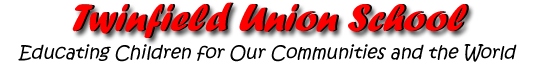 Twinfield Union School
Educating Children for Our Communities and the World